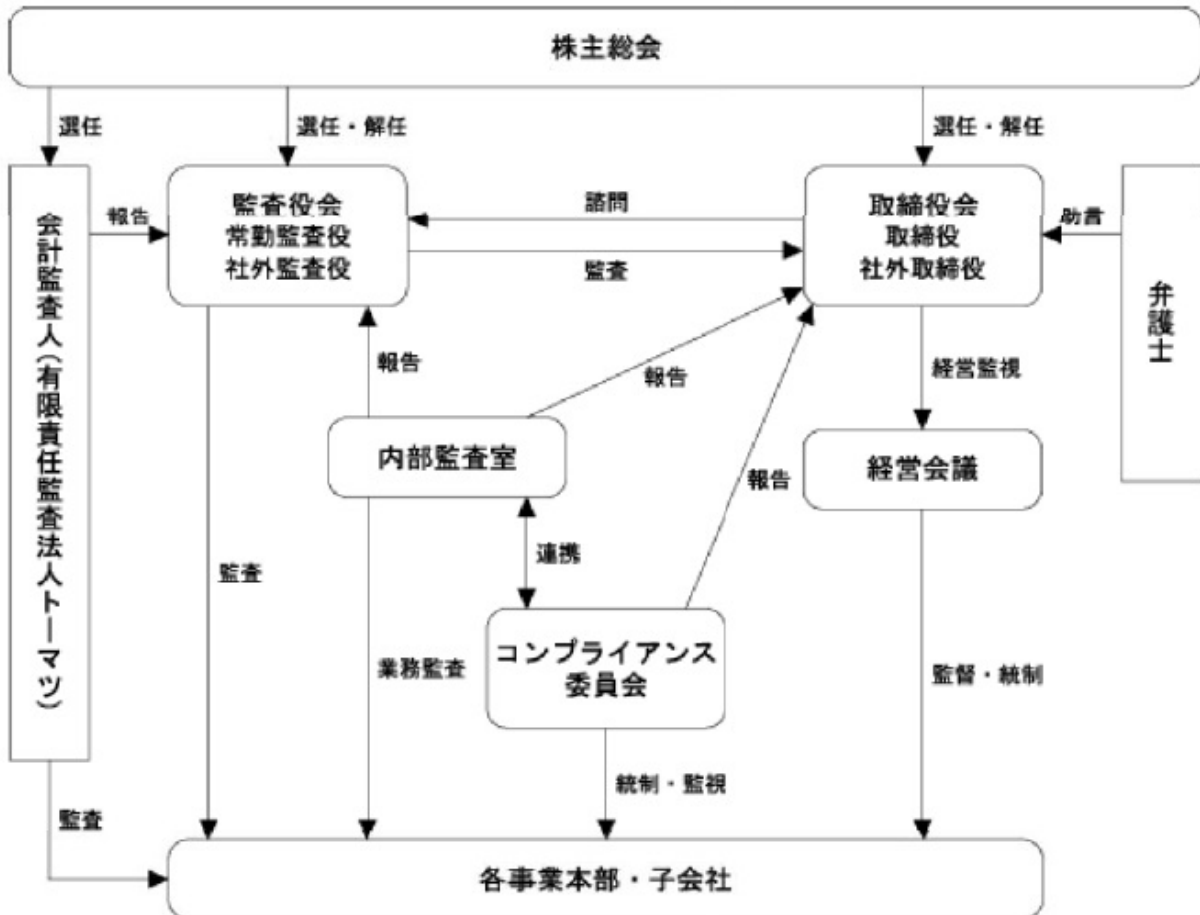 株主総会
選任
選任・解任
選任・解任
会計監査人(有限責任監査法人トーマツ)
報告
監査役会
常勤監査役
社外監査役
諮問
監査
取締役会
取締役
社外取締役
助言
弁護士
報告
報告
経営監視
内部監査室
報告
経営会議
連携
監査
コンプライアンス
委員会
業務監査
監督・統制
統制・監視
監査
各事業本部・子会社